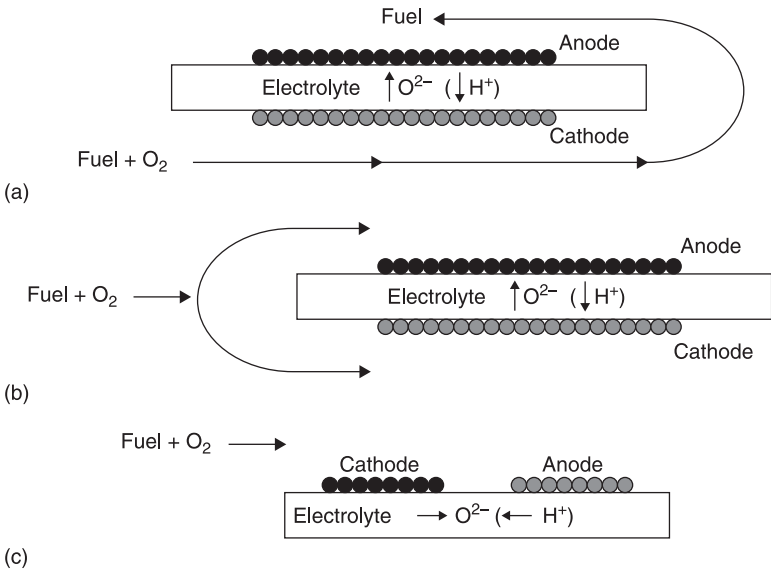 Fuel
Anode
Electrolyte O²⁻ (H⁺)
Cathode
Fuel + O₂
(a)
Anode
Fuel + O₂
Electrolyte O²⁻ (H⁺)
Cathode
(b)
Fuel + O₂
Cathode Anode
Electrolyte → O²⁻ (← H⁺)
(c)